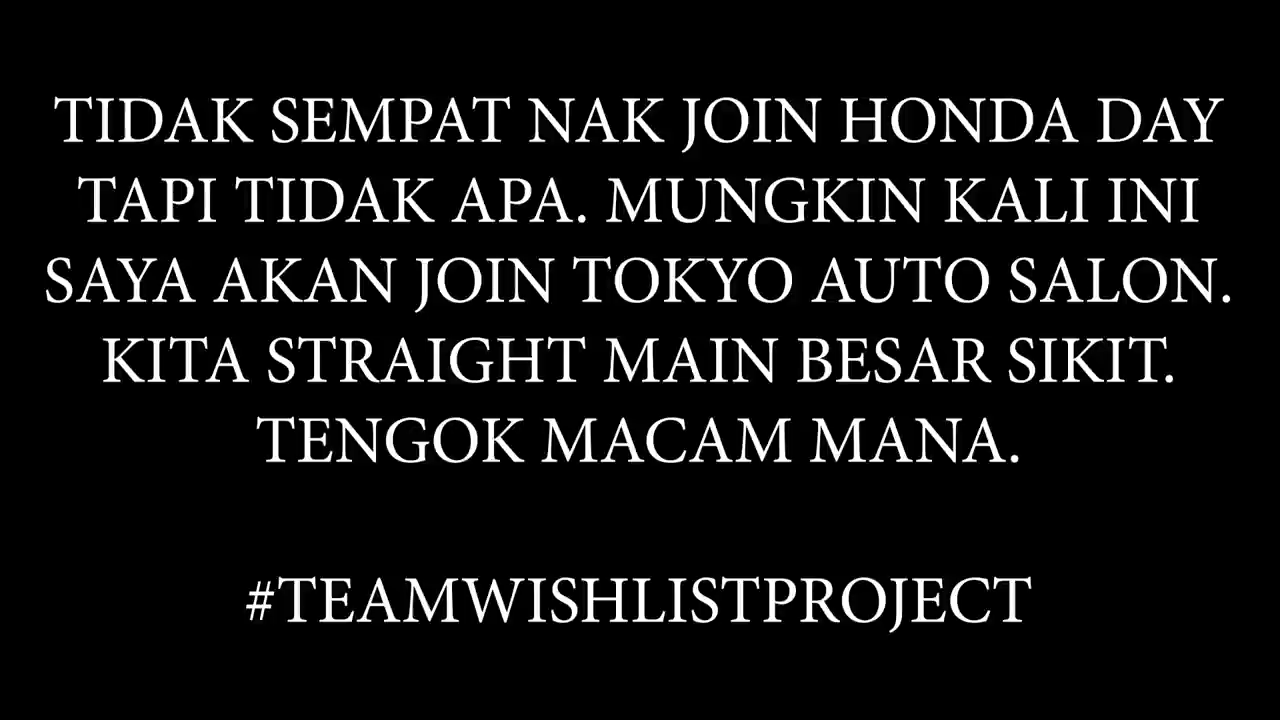 TIDAK SEMPAT NAK JOIN HONDA DAY
TAPI TIDAK APA. MUNGKIN KALI INI
SAYA AKAN JOIN TOKYO AUTO SALON.
KITA STRAIGHT MAIN BESAR SIKIT.
TENGOK MACAM MANA.
#TEAMWISHLISTPROJECT